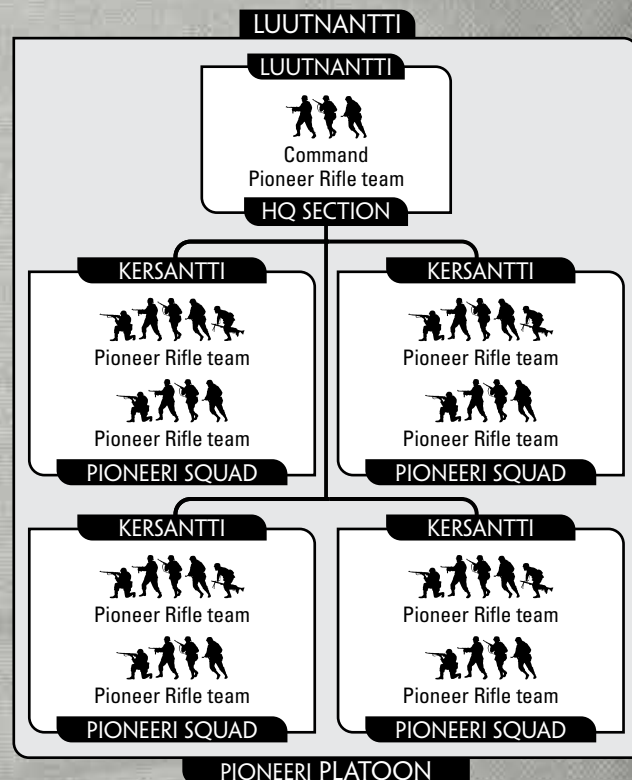 LUUTNANTTI
LUUTNANTTI
Command
Pioneer Rifle team
HQ SECTION
KERSANTTI
Pioneer Rifle team
Pioneer Rifle team
PIONEERI SQUAD
KERSANTTI
Pioneer Rifle team
Pioneer Rifle team
PIONEERI SQUAD
KERSANTTI
Pioneer Rifle team
Pioneer Rifle team
PIONEERI SQUAD
KERSANTTI
Pioneer Rifle team
Pioneer Rifle team
PIONEERI SQUAD
PIONEERI PLATOON